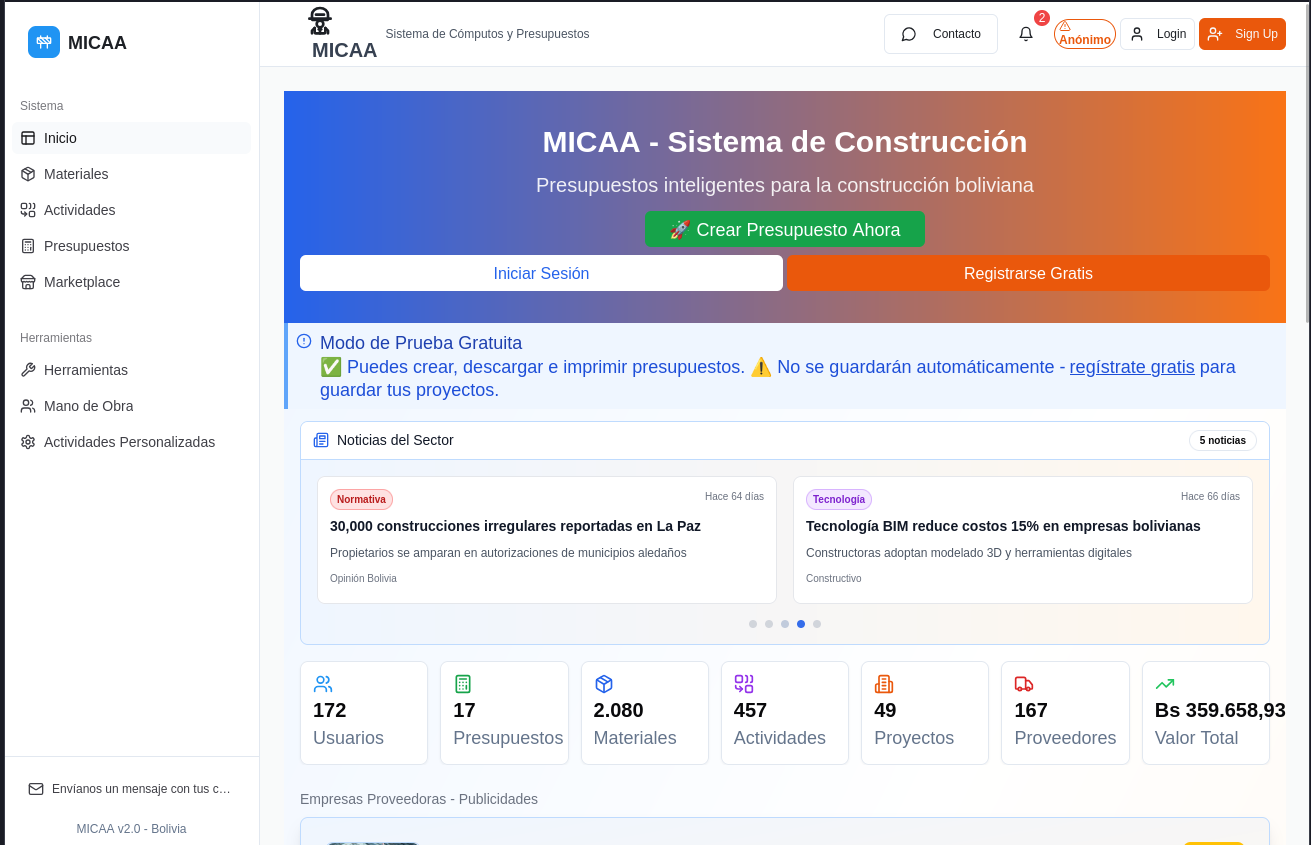 MICAA
Sistema
Inicio
Materiales
Actividades
Presupuestos
Marketplace
Herramientas
Herramientas
Mano de Obra
Actividades Personalizadas
Envíanos un mensaje con tus c…
MICAA v2.0 - Bolivia
MICAA
Sistema de Cómputos y Presupuestos
Contacto
2
Anónimo
Login
Sign Up
MICAA - Sistema de Construcción
Presupuestos inteligentes para la construcción boliviana
🚀 Crear Presupuesto Ahora
Iniciar Sesión
Registrarse Gratis
Modo de Prueba Gratuita
✅ Puedes crear, descargar e imprimir presupuestos. ⚠️ No se guardarán automáticamente - regístrate gratis para
guardar tus proyectos.
Noticias del Sector
5 noticias
Normativa
Hace 64 días
30,000 construcciones irregulares reportadas en La Paz
Propietarios se amparan en autorizaciones de municipios aledaños
Opinión Bolivia
Tecnología
Hace 66 días
Tecnología BIM reduce costos 15% en empresas bolivianas
Constructoras adoptan modelado 3D y herramientas digitales
Constructivo
172
Usuarios
17
Presupuestos
2.080
Materiales
457
Actividades
49
Proyectos
167
Proveedores
Bs 359.658,93
Valor Total
Empresas Proveedoras - Publicidades